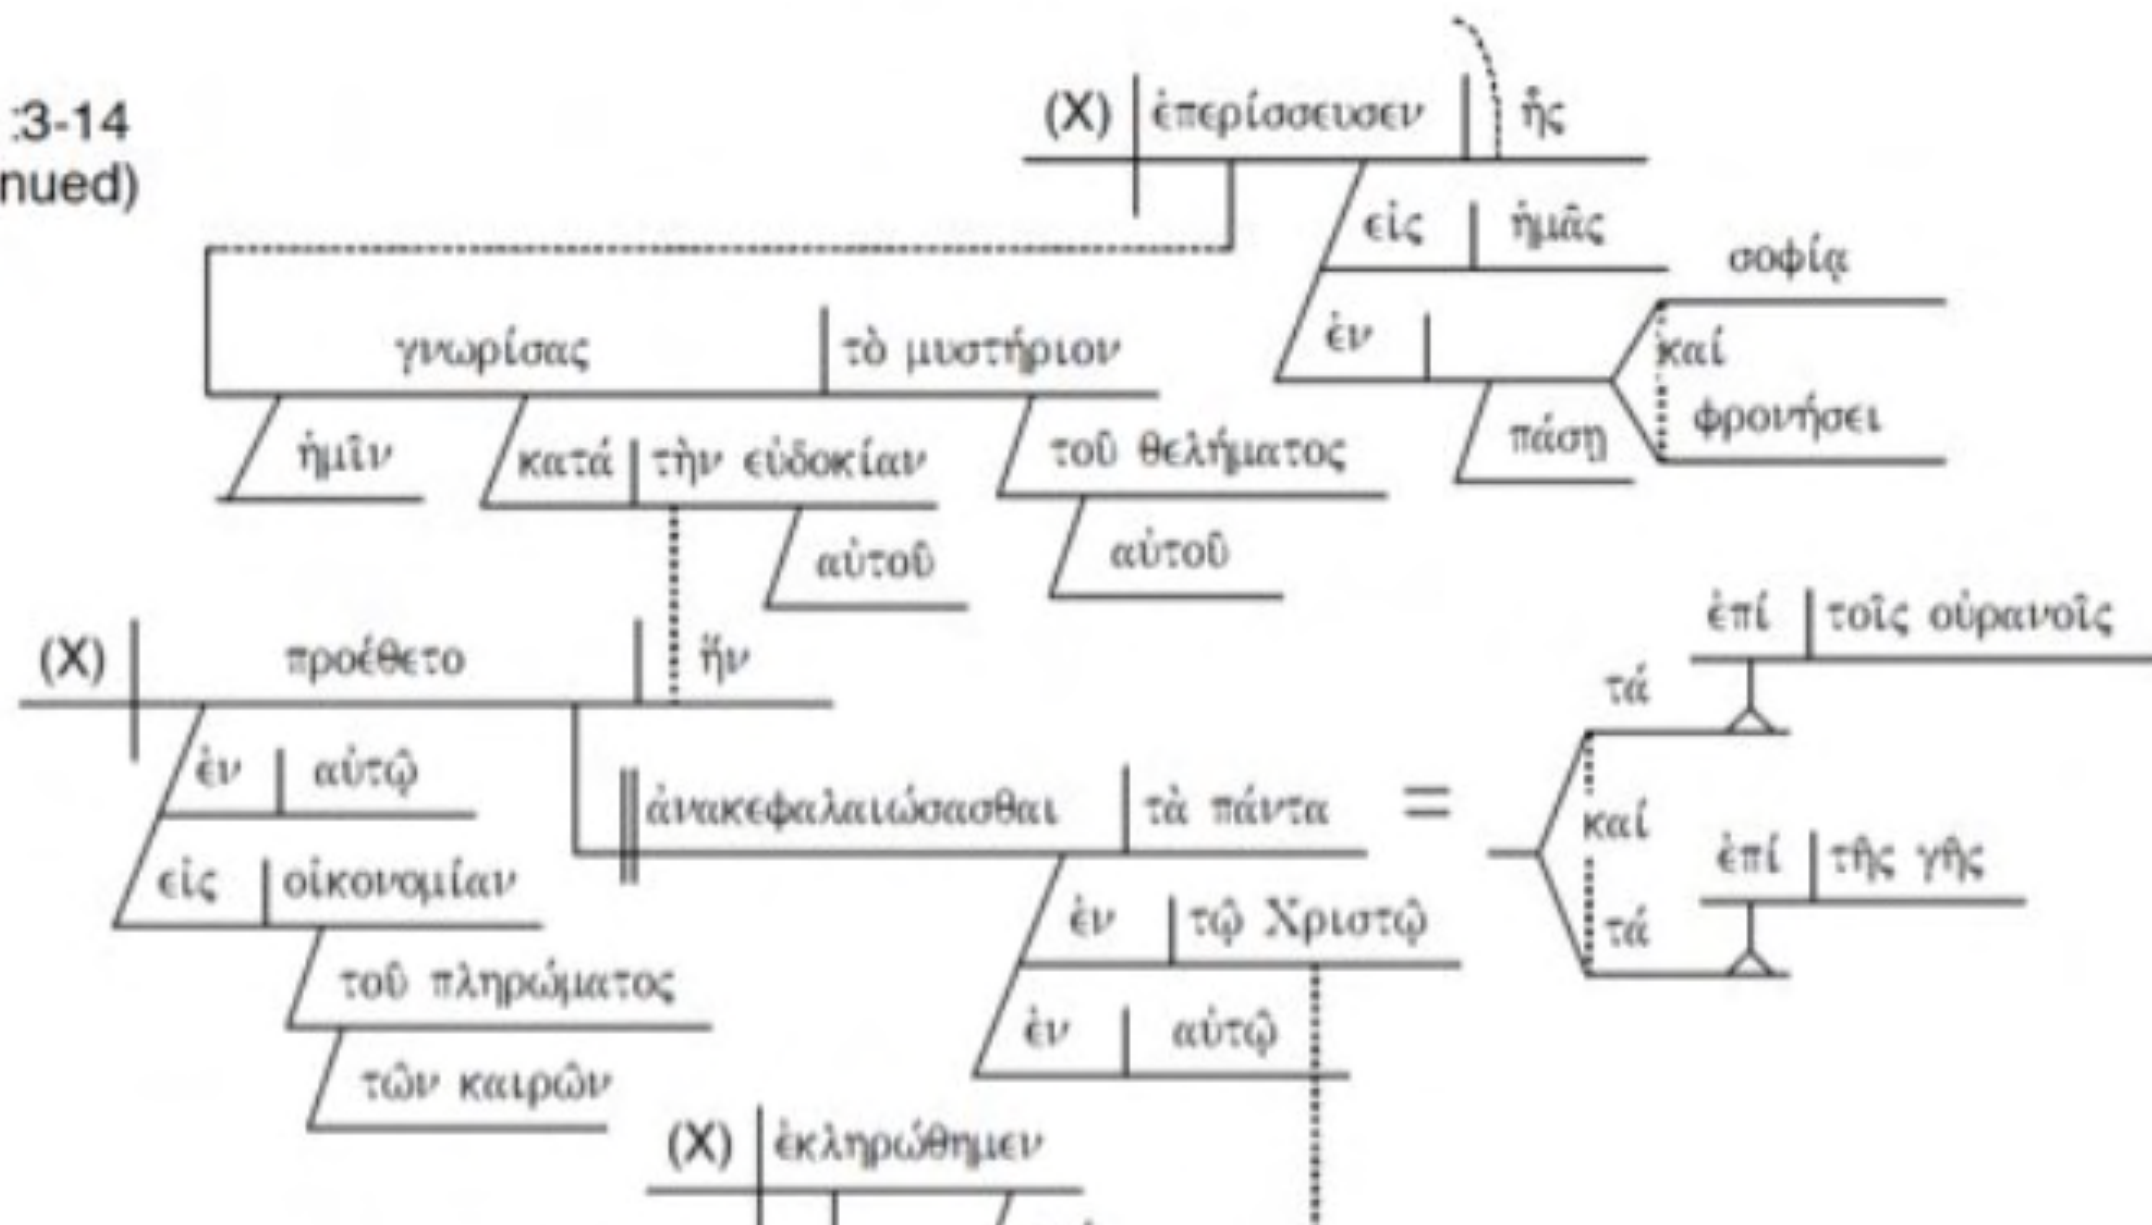 :3-14
nued)
(X) ἐπερίσσευσεν ἧς
εἰς ἡμᾶς
σοφίᾳ
ἐν
καί
φρονήσει
πάσῃ
γνωρίσας τὸ μυστήριον
ἡμῖν
κατά τὴν εὐδοκίαν
αὐτοῦ
τοῦ θελήματος
αὐτοῦ
(X) προέθετο ἥν
ἐν αὐτῷ
εἰς οἰκονομίαν
τοῦ πληρώματος
τῶν καιρῶν
ἀνακεφαλαιώσασθαι τὰ πάντα =
ἐπί τοῖς οὐρανοῖς
τά
καί
ἐπί τῆς γῆς
τά
ἐν τῷ Χριστῷ
ἐν αὐτῷ
(X) ἐκληρώθημεν